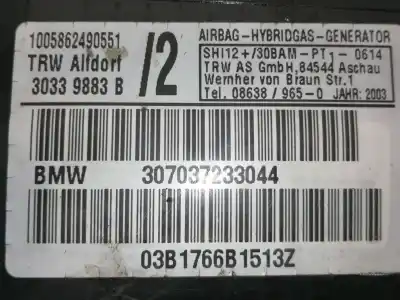 1005862490551
TRW Alfdorf
3033 9883 B
/2
AIRBAG-HYBRIDGAS-GENERATOR
SHI12+/30BAM-PT1-0614
TRW AS GmbH,84544 Aschau
Wernher von Braun Str.1
Tel. 08638/965-0 JAHR: 2003
BMW 307037233044
03B1766B1513Z